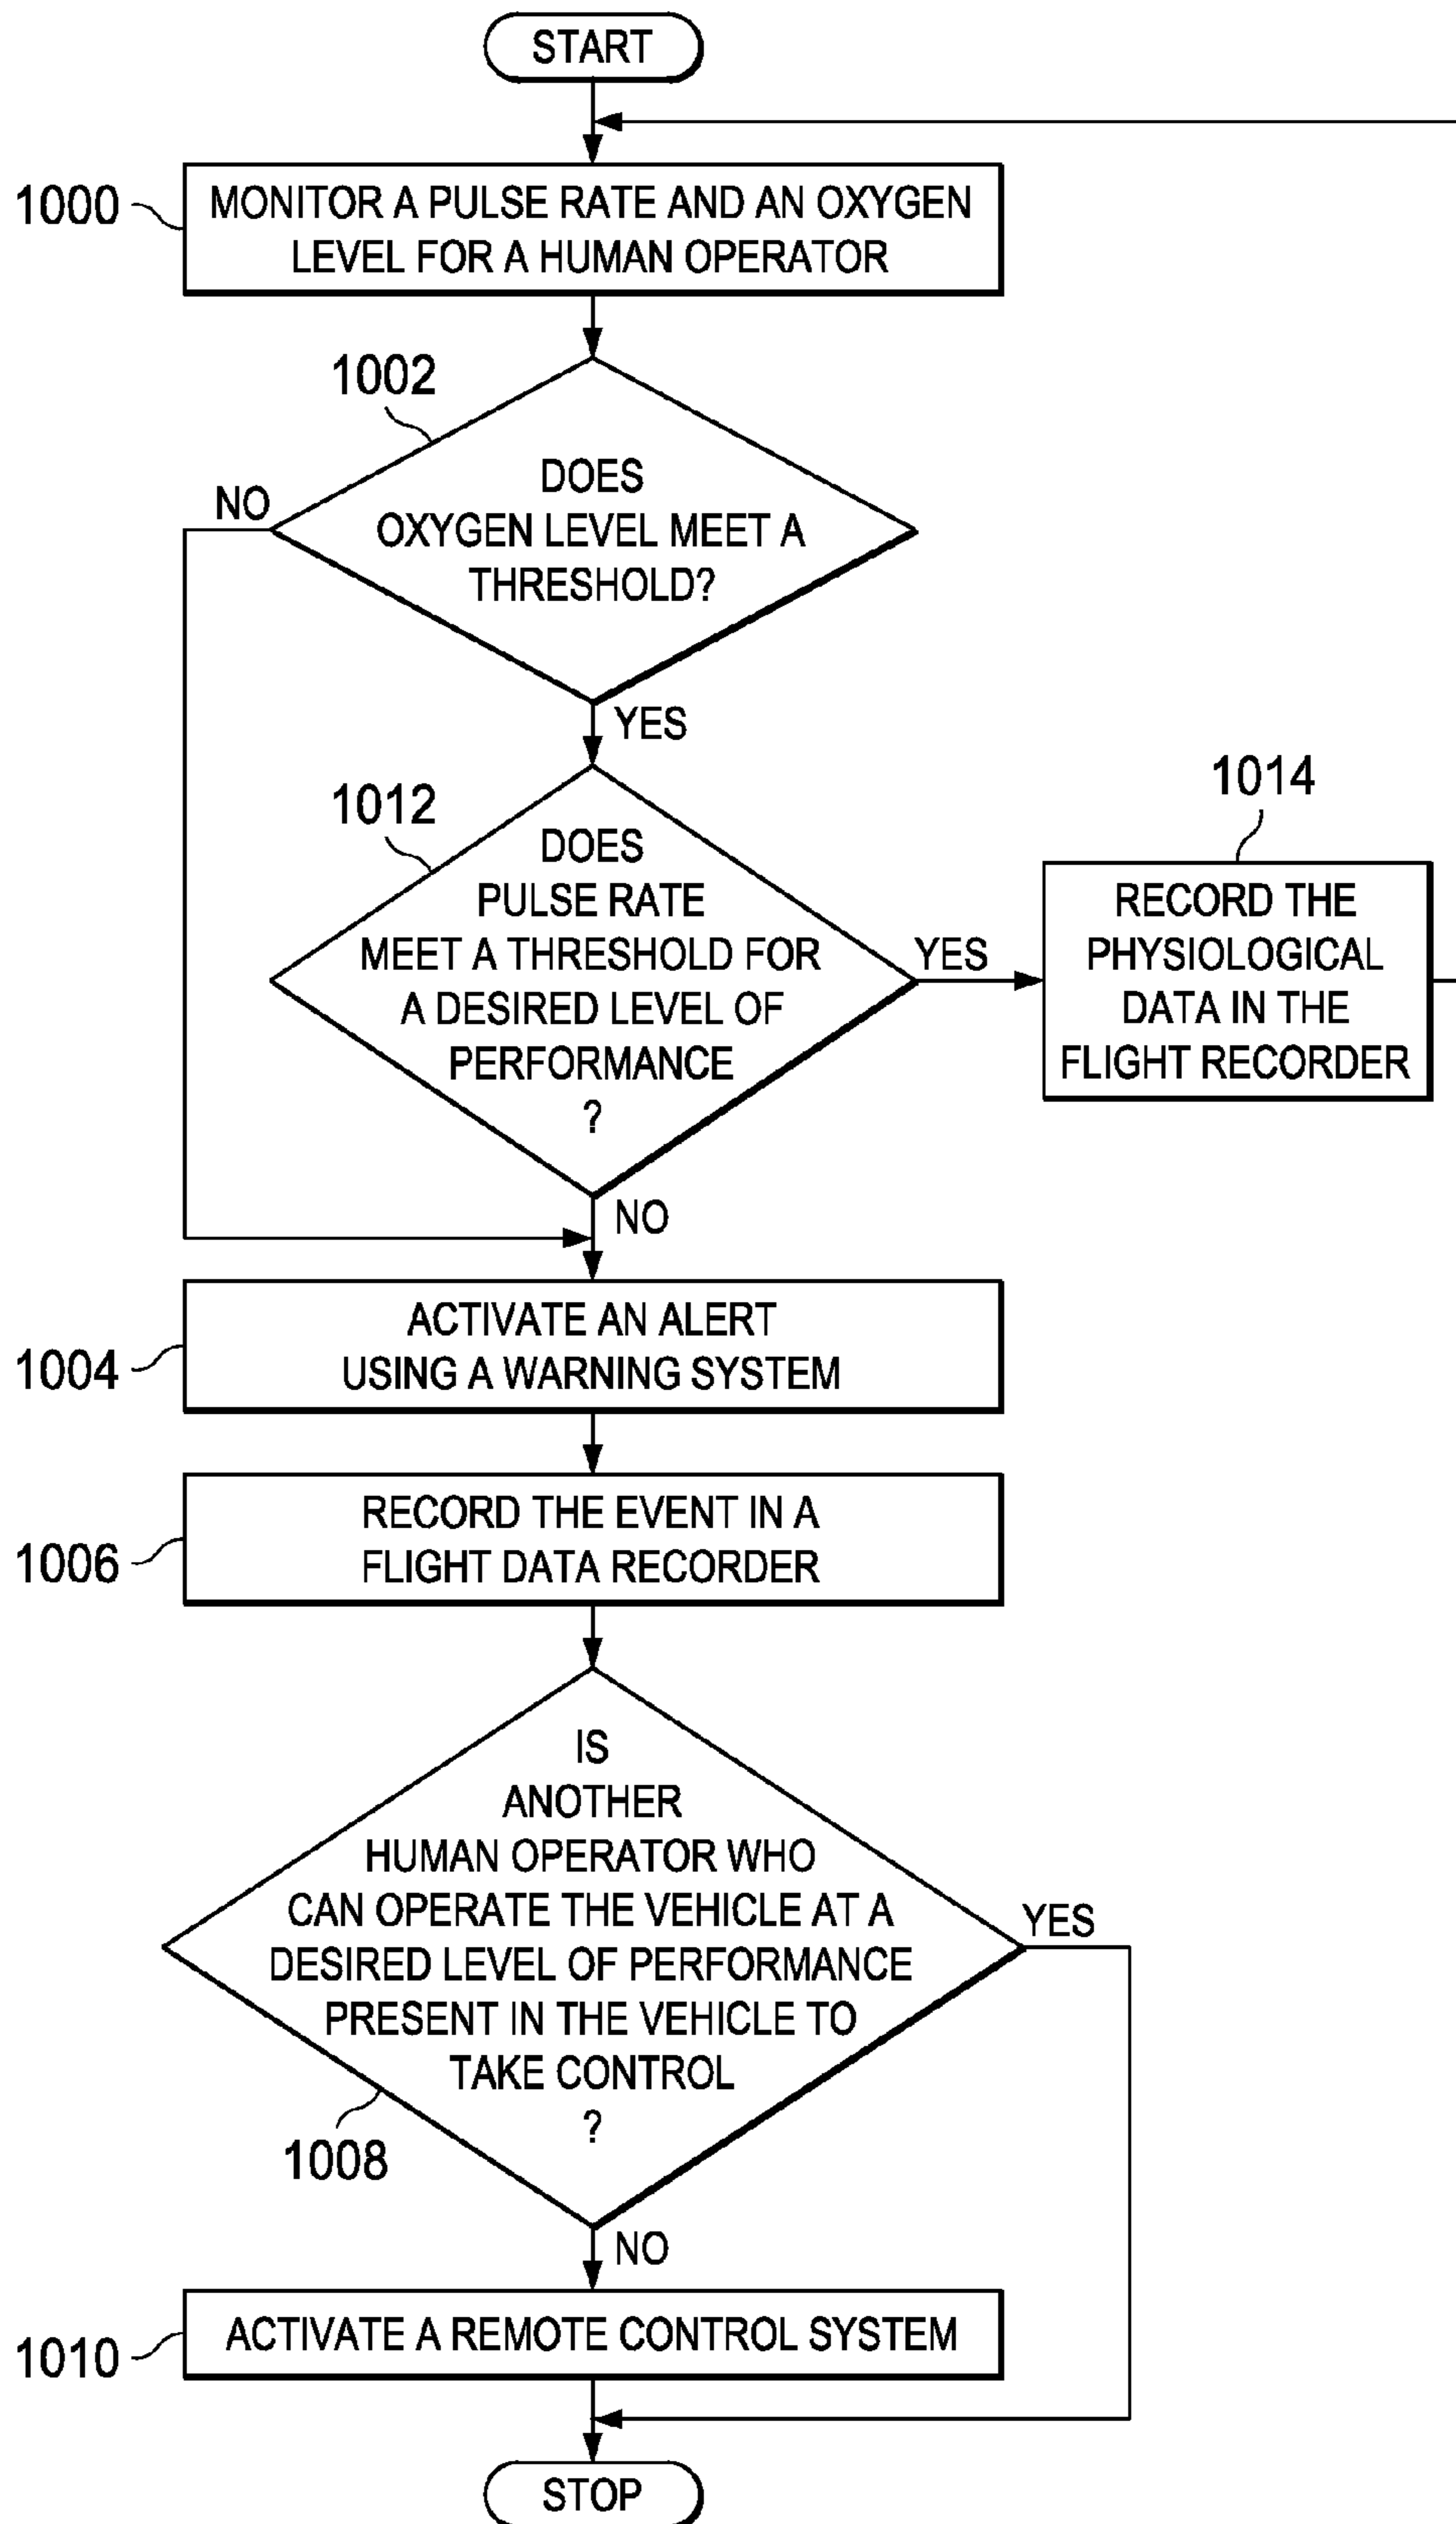 START
1000
MONITOR A PULSE RATE AND AN OXYGEN
LEVEL FOR A HUMAN OPERATOR
1002
DOES
OXYGEN LEVEL MEET A
THRESHOLD?
NO
YES
1012
DOES
PULSE RATE
MEET A THRESHOLD FOR
A DESIRED LEVEL OF
PERFORMANCE
?
YES
1014
RECORD THE
PHYSIOLOGICAL
DATA IN THE
FLIGHT RECORDER
NO
1004
ACTIVATE AN ALERT
USING A WARNING SYSTEM
1006
RECORD THE EVENT IN A
FLIGHT DATA RECORDER
IS
ANOTHER
HUMAN OPERATOR WHO
CAN OPERATE THE VEHICLE AT A
DESIRED LEVEL OF PERFORMANCE
PRESENT IN THE VEHICLE TO
TAKE CONTROL
?
YES
1008
NO
1010
ACTIVATE A REMOTE CONTROL SYSTEM
STOP